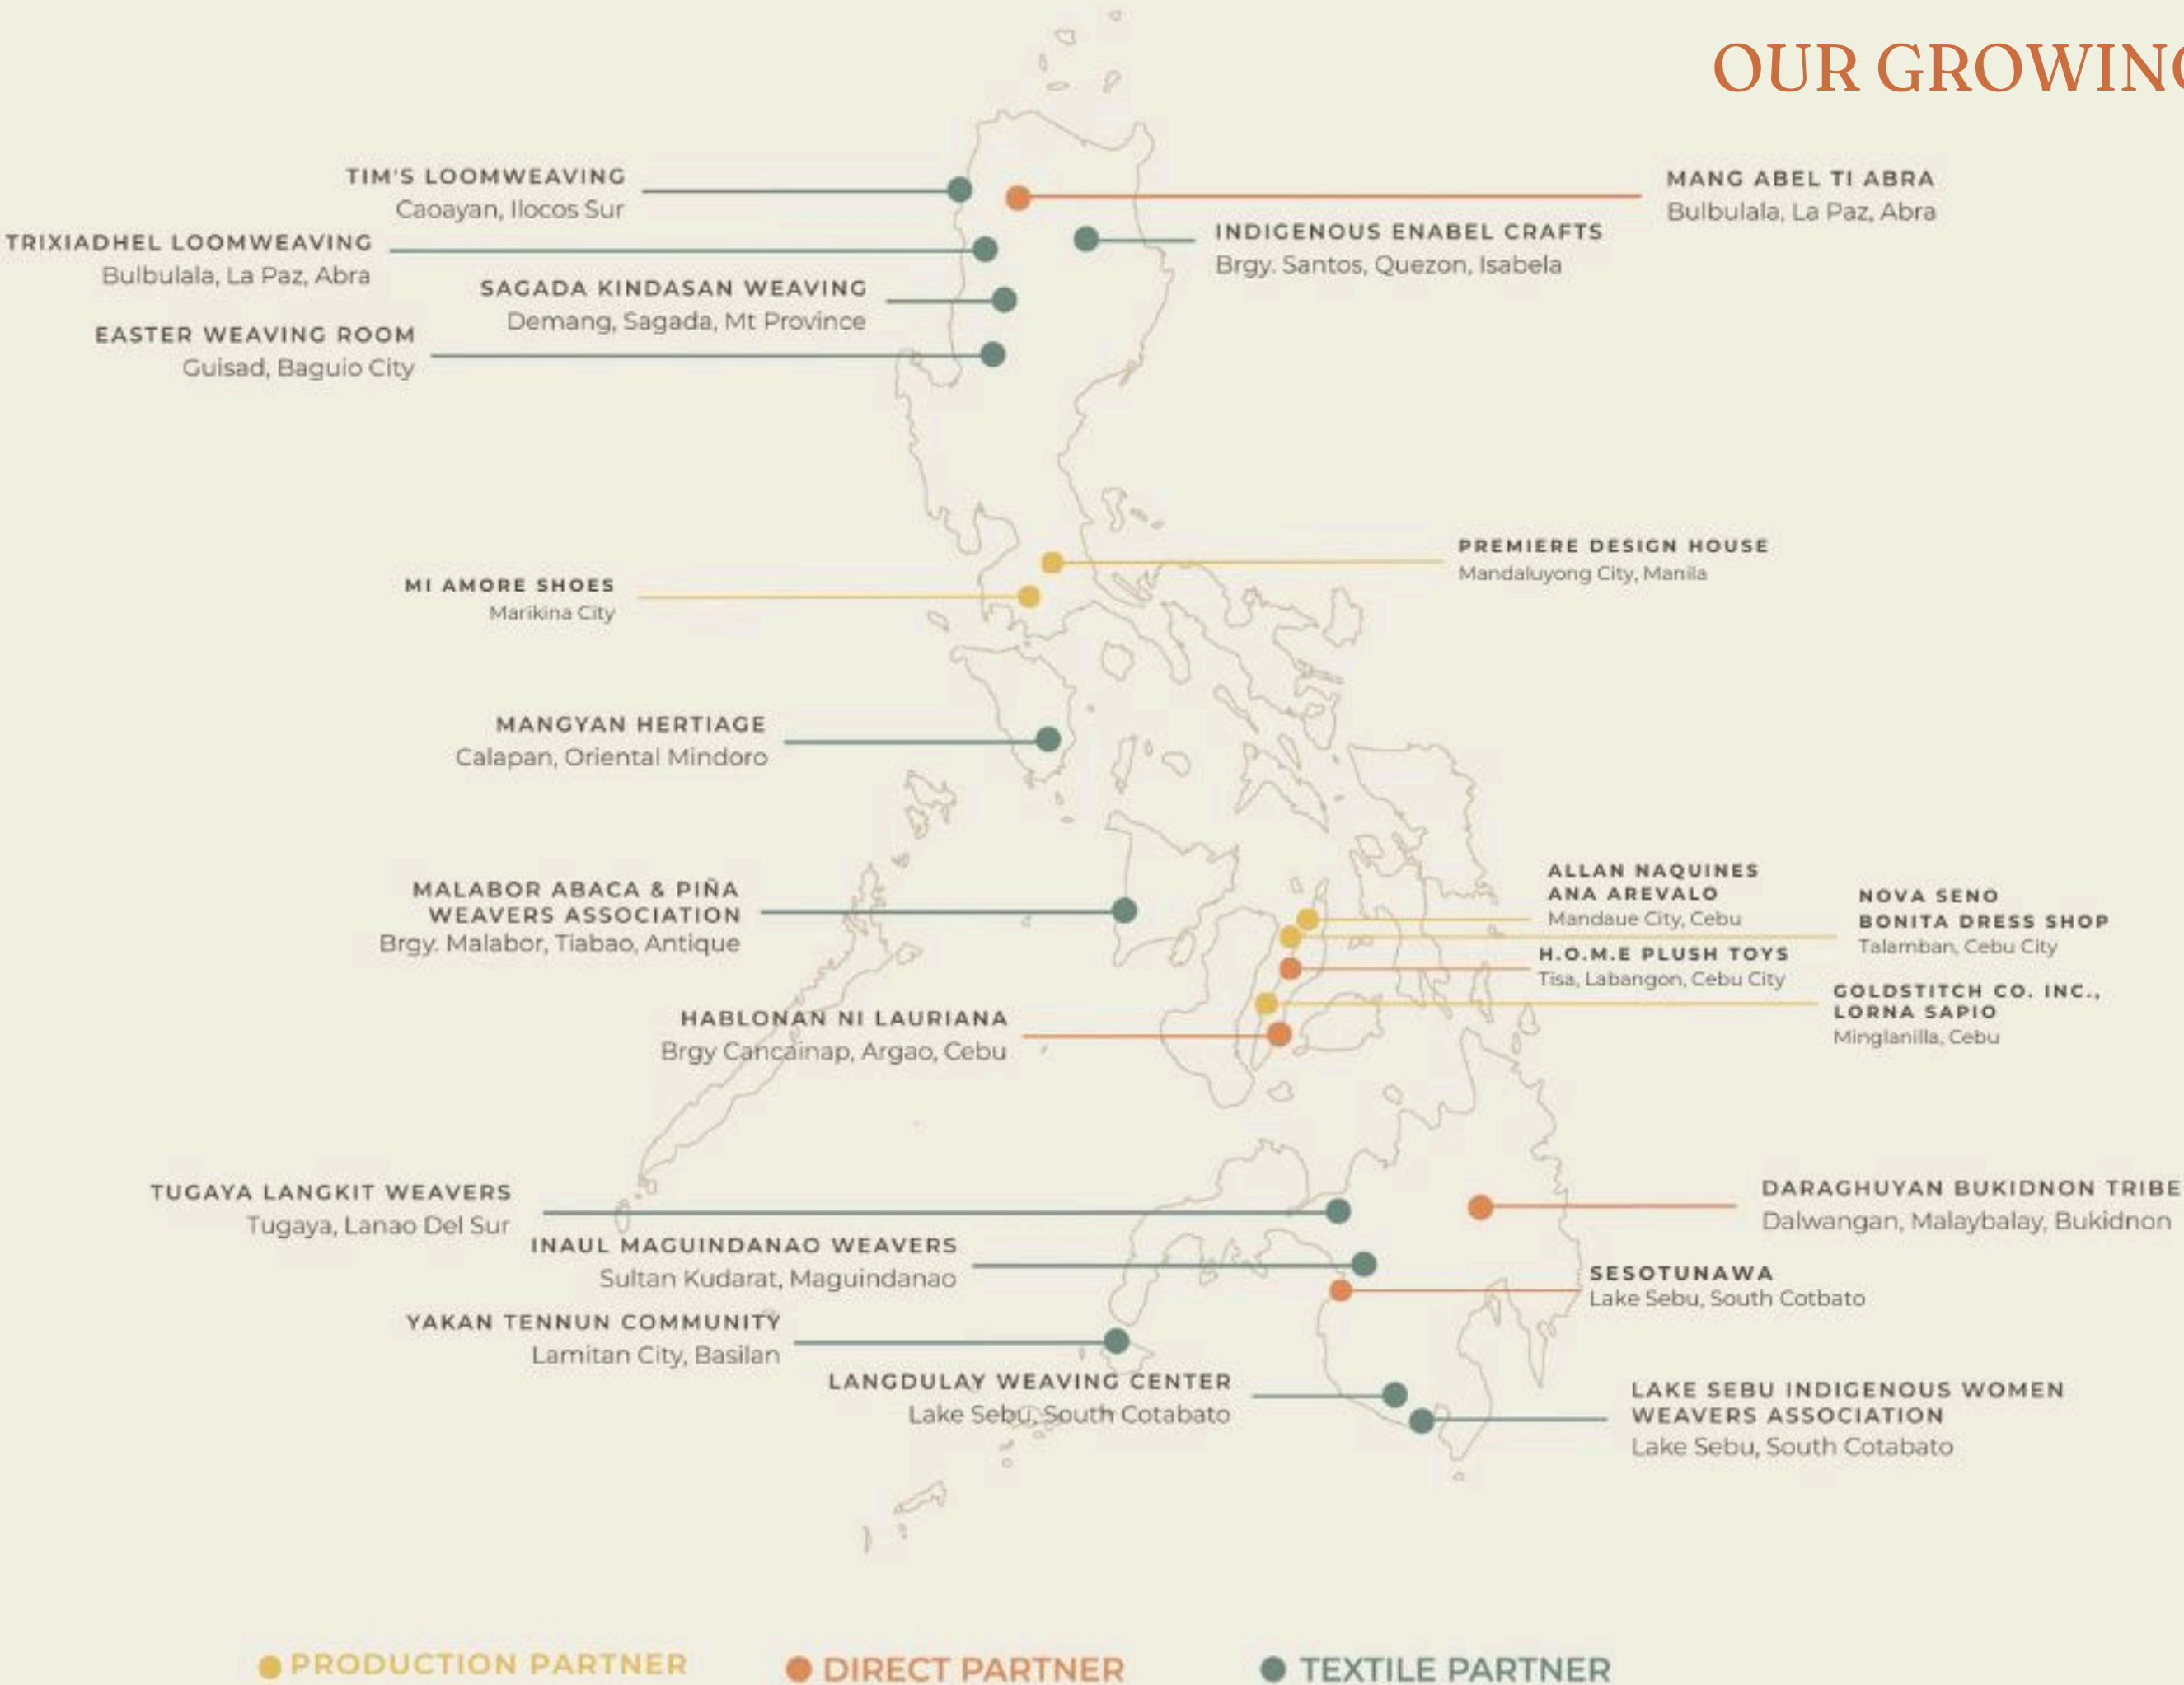 OUR GROWING
TIM'S LOOMWEAVING
Caoayan, Ilocos Sur
MANG ABEL TI ABRA
Bulbulala, La Paz, Abra
TRIXIADHEL LOOMWEAVING
Bulbulala, La Paz, Abra
INDIGENOUS ENABEL CRAFTS
Brgy. Santos, Quezon, Isabela
SAGADA KINDASAN WEAVING
Demang, Sagada, Mt Province
EASTER WEAVING ROOM
Guisad, Baguio City
PREMIERE DESIGN HOUSE
Mandaluyong City, Manila
MI AMORE SHOES
Marikina City
MANGYAN HERTIAGE
Calapan, Oriental Mindoro
MALABOR ABACA & PIÑA
WEAVERS ASSOCIATION
Brgy. Malabor, Tiabao, Antique
ALLAN NAQUINES
ANA AREVALO
Mandaue City, Cebu
NOVA SENO
BONITA DRESS SHOP
Talamban, Cebu City
H.O.M.E PLUSH TOYS
Tisa, Labangon, Cebu City
GOLDSTITCH CO. INC.,
LORNA SAPIO
Minglanilla, Cebu
HABLONAN NI LAURIANA
Brgy Cancainap, Argao, Cebu
TUGAYA LANGKIT WEAVERS
Tugaya, Lanao Del Sur
DARAGHUYAN BUKIDNON TRIBE
Dalwangan, Malaybalay, Bukidnon
INAUL MAGUINDANAO WEAVERS
Sultan Kudarat, Maguindanao
SESOTUNAWA
Lake Sebu, South Cotbato
YAKAN TENNUN COMMUNITY
Lamitan City, Basilan
LANGDULAY WEAVING CENTER
Lake Sebu, South Cotabato
LAKE SEBU INDIGENOUS WOMEN
WEAVERS ASSOCIATION
Lake Sebu, South Cotabato
PRODUCTION PARTNER
DIRECT PARTNER
TEXTILE PARTNER